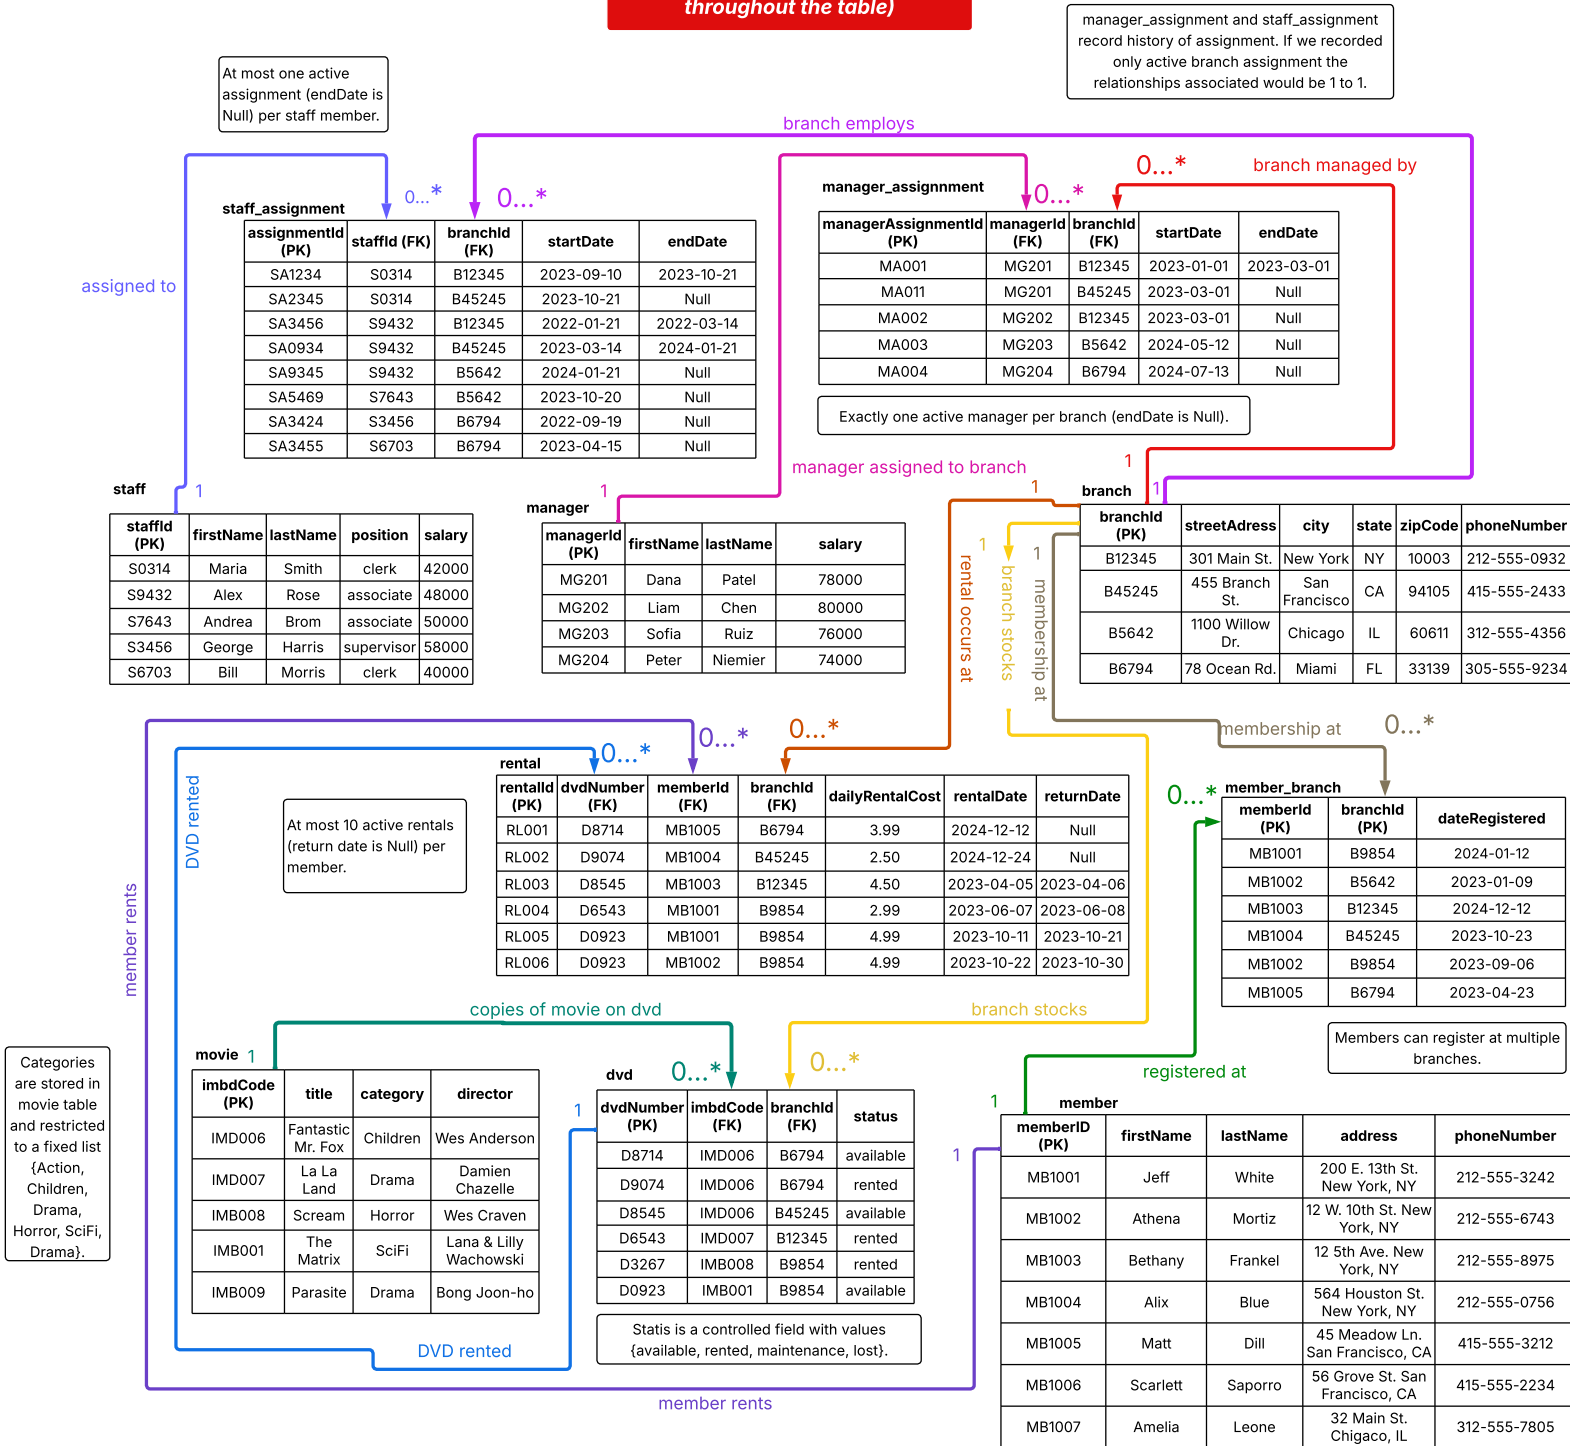 throughout the table)
manager_assignment and staff_assignment
record history of assignment. If we recorded
only active branch assignment the
relationships associated would be 1 to 1.
At most one active
assignment (endDate is
Null) per staff member.
branch employs
0...*
0...*
0...*
0...*
branch managed by
assigned to
staff_assignment
assignmentId (PK) staffId (FK) branchId (FK) startDate endDate
SA1234 S0314 B12345 2023-09-10 2023-10-21
SA2345 S0314 B45245 2023-10-21 Null
SA3456 S9432 B12345 2022-01-21 2022-03-14
SA0934 S9432 B45245 2023-03-14 2024-01-21
SA9345 S9432 B5642 2024-01-21 Null
SA5469 S7643 B5642 2023-10-20 Null
SA3424 S3456 B6794 2022-09-19 Null
SA3455 S6703 B6794 2023-04-15 Null
manager_assignnment
managerAssignmentId (PK) managerId (FK) branchId (FK) startDate endDate
MA001 MG201 B12345 2023-01-01 2023-03-01
MA011 MG201 B45245 2023-03-01 Null
MA002 MG202 B12345 2023-03-01 Null
MA003 MG203 B5642 2024-05-12 Null
MA004 MG204 B6794 2024-07-13 Null
Exactly one active manager per branch (endDate is Null).
manager assigned to branch
1
1
1
1
1
staff
staffId (PK) firstName lastName position salary
S0314 Maria Smith clerk 42000
S9432 Alex Rose associate 48000
S7643 Andrea Brom associate 50000
S3456 George Harris supervisor 58000
S6703 Bill Morris clerk 40000
manager
managerId (PK) firstName lastName salary
MG201 Dana Patel 78000
MG202 Liam Chen 80000
MG203 Sofia Ruiz 76000
MG204 Peter Niemier 74000
branch
branchId (PK) streetAdress city state zipCode phoneNumber
B12345 301 Main St. New York NY 10003 212-555-0932
B45245 455 Branch St. San Francisco CA 94105 415-555-2433
B5642 1100 Willow Dr. Chicago IL 60611 312-555-4356
B6794 78 Ocean Rd. Miami FL 33139 305-555-9234
1
1
rental occurs at
branch stocks
membership at
membership at
0...*
0...*
0...*
0...*
0...*
DVD rented
member rents
At most 10 active rentals
(return date is Null) per
member.
rental
rentalId (PK) dvdNumber (FK) memberId (FK) branchId (FK) dailyRentalCost rentalDate returnDate
RL001 D8714 MB1005 B6794 3.99 2024-12-12 Null
RL002 D9074 MB1004 B45245 2.50 2024-12-24 Null
RL003 D8545 MB1003 B12345 4.50 2023-04-05 2023-04-06
RL004 D6543 MB1001 B9854 2.99 2023-06-07 2023-06-08
RL005 D0923 MB1001 B9854 4.99 2023-10-11 2023-10-21
RL006 D0923 MB1002 B9854 4.99 2023-10-22 2023-10-30
member_branch
memberId (PK) branchId (PK) dateRegistered
MB1001 B9854 2024-01-12
MB1002 B5642 2023-01-09
MB1003 B12345 2024-12-12
MB1004 B45245 2023-10-23
MB1002 B9854 2023-09-06
MB1005 B6794 2023-04-23
Members can register at multiple
branches.
copies of movie on dvd
branch stocks
registered at
0...*
0...*
1
1
1
1
Categories
are stored in
movie table
and restricted
to a fixed list
{Action,
Children,
Drama,
Horror, SciFi,
Drama}.
movie
imbdCode (PK) title category director
IMD006 Fantastic Mr. Fox Children Wes Anderson
IMD007 La La Land Drama Damien Chazelle
IMB008 Scream Horror Wes Craven
IMB001 The Matrix SciFi Lana & Lilly Wachowski
IMB009 Parasite Drama Bong Joon-ho
dvd
dvdNumber (PK) imbdCode (FK) branchId (FK) status
D8714 IMD006 B6794 available
D9074 IMD006 B6794 rented
D8545 IMD006 B45245 available
D6543 IMD007 B12345 rented
D3267 IMB008 B9854 rented
D0923 IMB001 B9854 available
Statis is a controlled field with values
{available, rented, maintenance, lost}.
member
memberID (PK) firstName lastName address phoneNumber
MB1001 Jeff White 200 E. 13th St. New York, NY 212-555-3242
MB1002 Athena Mortiz 12 W. 10th St. New York, NY 212-555-6743
MB1003 Bethany Frankel 12 5th Ave. New York, NY 212-555-8975
MB1004 Alix Blue 564 Houston St. New York, NY 212-555-0756
MB1005 Matt Dill 45 Meadow Ln. San Francisco, CA 415-555-3212
MB1006 Scarlett Saporro 56 Grove St. San Francisco, CA 415-555-2234
MB1007 Amelia Leone 32 Main St. Chigaco, IL 312-555-7805
DVD rented
member rents